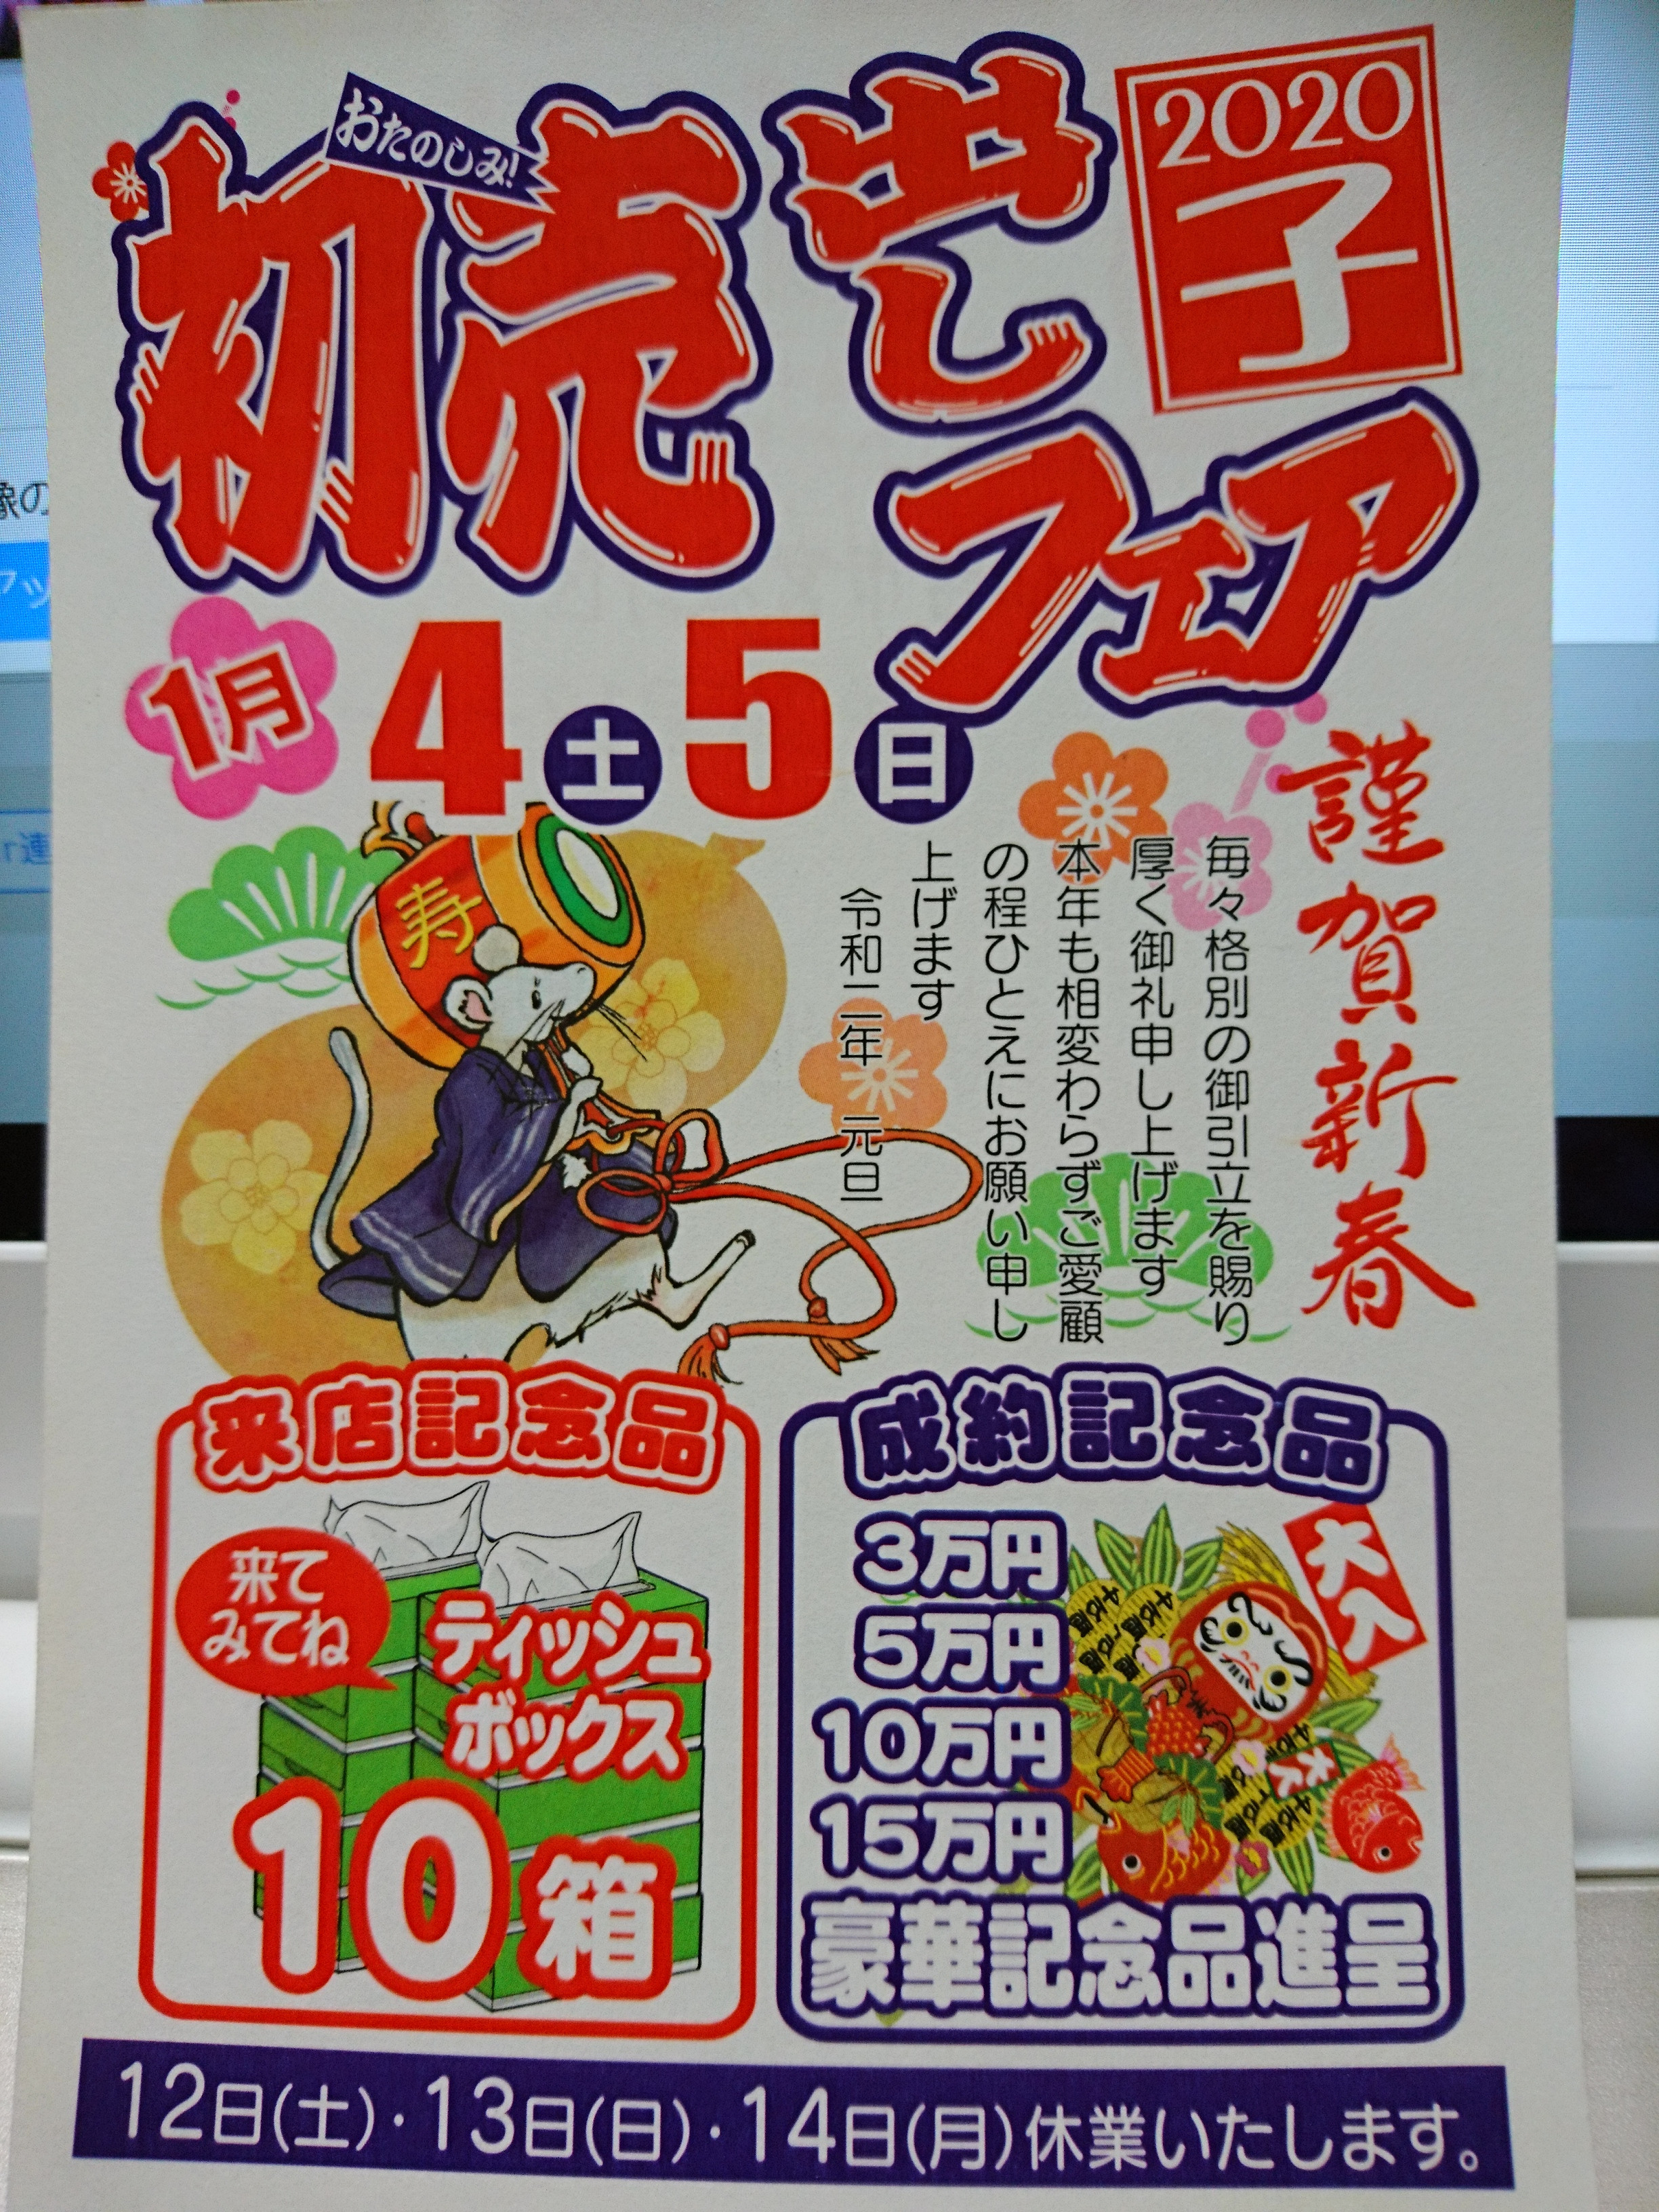 おたのしみ!
初売出し
フェア
2020
子
1月 4土 5日
謹賀新春
毎々格別の御引立を賜り
厚く御礼申し上げます
本年も相変わらずご愛顧
の程ひとえにお願い申し
上げます
令和二年 元旦
寿
来店記念品
来て
みてね
ティッシュ
ボックス
10箱
成約記念品
3万円
5万円
10万円
15万円
大入
豪華記念品進呈
12日(土)・13日(日)・14日(月)休業いたします。